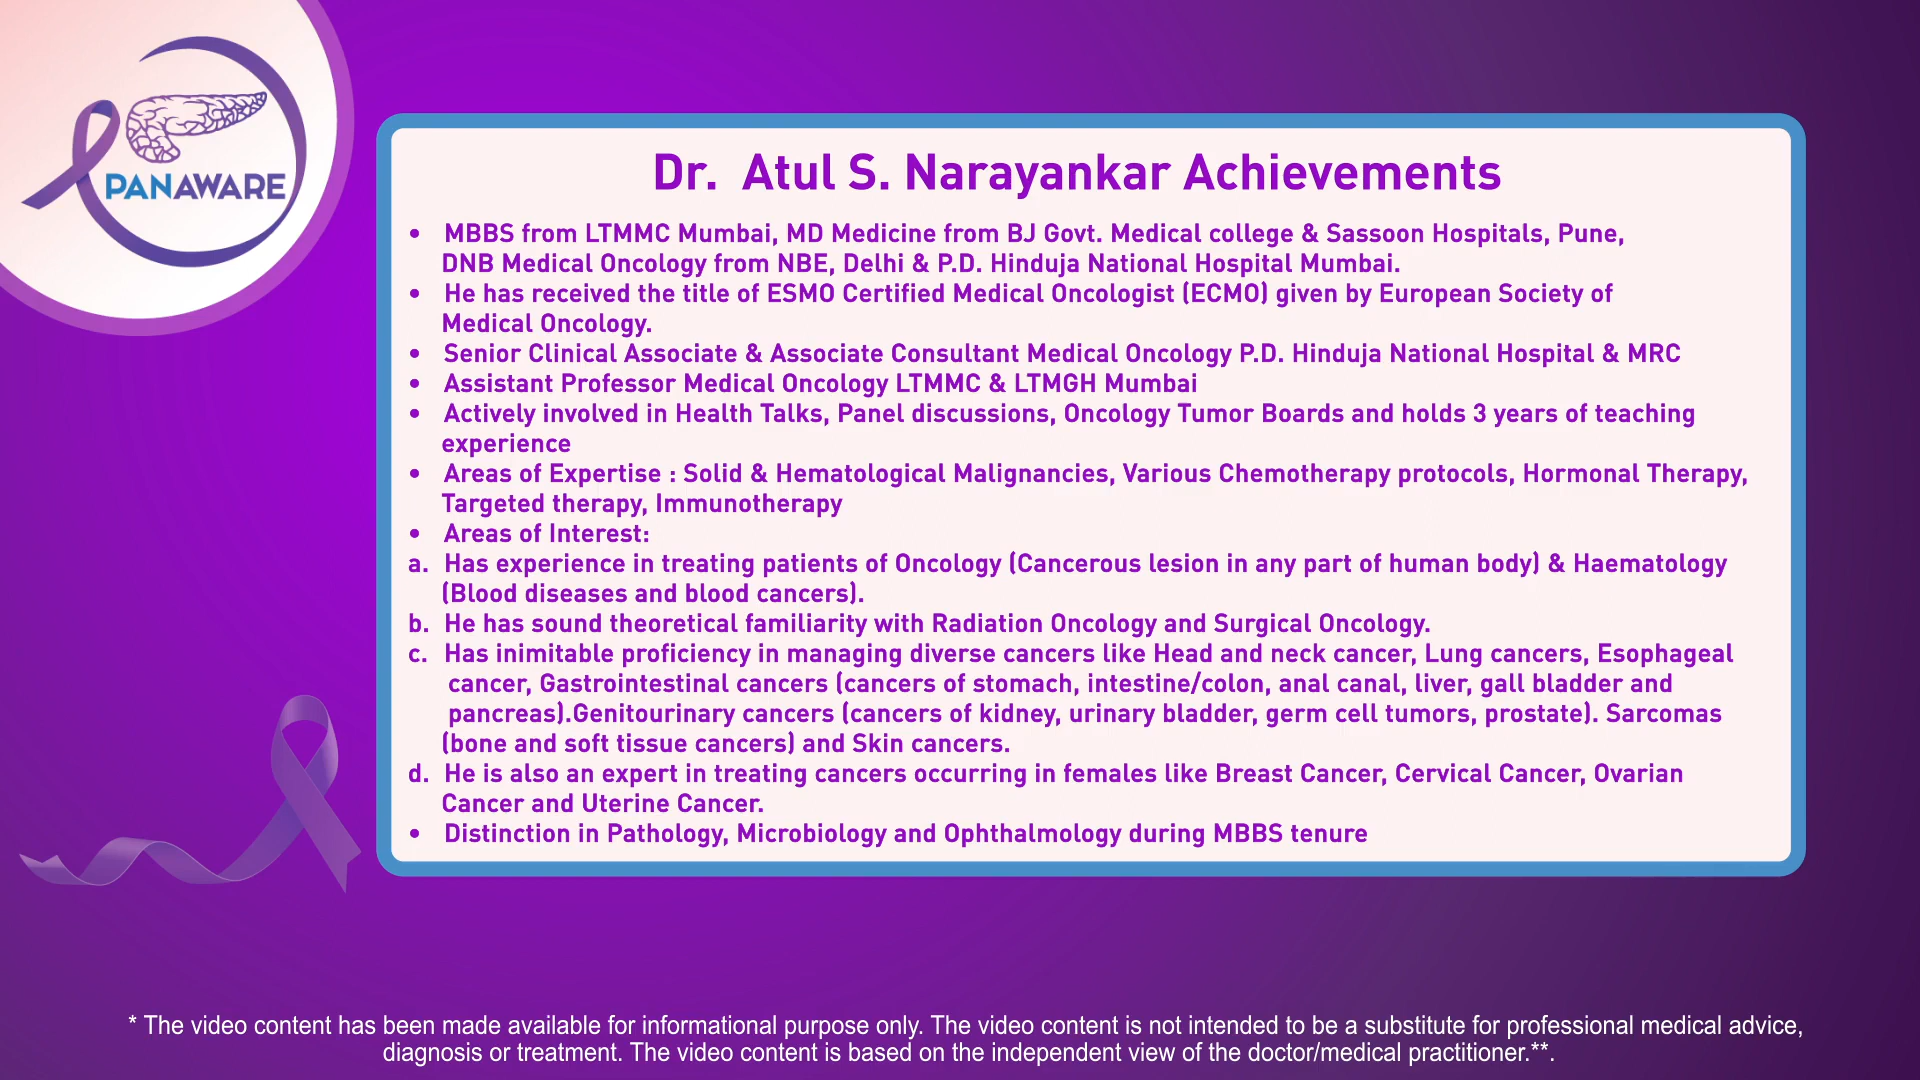 PANAWARE
Dr. Atul S. Narayankar Achievements
• MBBS from LTMMC Mumbai, MD Medicine from BJ Govt. Medical college & Sassoon Hospitals, Pune,
DNB Medical Oncology from NBE, Delhi & P.D. Hinduja National Hospital Mumbai.
• He has received the title of ESMO Certified Medical Oncologist (ECMO) given by European Society of
Medical Oncology.
• Senior Clinical Associate & Associate Consultant Medical Oncology P.D. Hinduja National Hospital & MRC
• Assistant Professor Medical Oncology LTMMC & LTMGH Mumbai
• Actively involved in Health Talks, Panel discussions, Oncology Tumor Boards and holds 3 years of teaching
experience
• Areas of Expertise : Solid & Hematological Malignancies, Various Chemotherapy protocols, Hormonal Therapy,
Targeted therapy, Immunotherapy
• Areas of Interest:
a. Has experience in treating patients of Oncology (Cancerous lesion in any part of human body) & Haematology
(Blood diseases and blood cancers).
b. He has sound theoretical familiarity with Radiation Oncology and Surgical Oncology.
c. Has inimitable proficiency in managing diverse cancers like Head and neck cancer, Lung cancers, Esophageal
cancer, Gastrointestinal cancers (cancers of stomach, intestine/colon, anal canal, liver, gall bladder and
pancreas).Genitourinary cancers (cancers of kidney, urinary bladder, germ cell tumors, prostate). Sarcomas
(bone and soft tissue cancers) and Skin cancers.
d. He is also an expert in treating cancers occurring in females like Breast Cancer, Cervical Cancer, Ovarian
Cancer and Uterine Cancer.
• Distinction in Pathology, Microbiology and Ophthalmology during MBBS tenure
* The video content has been made available for informational purpose only. The video content is not intended to be a substitute for professional medical advice,
diagnosis or treatment. The video content is based on the independent view of the doctor/medical practitioner.**.